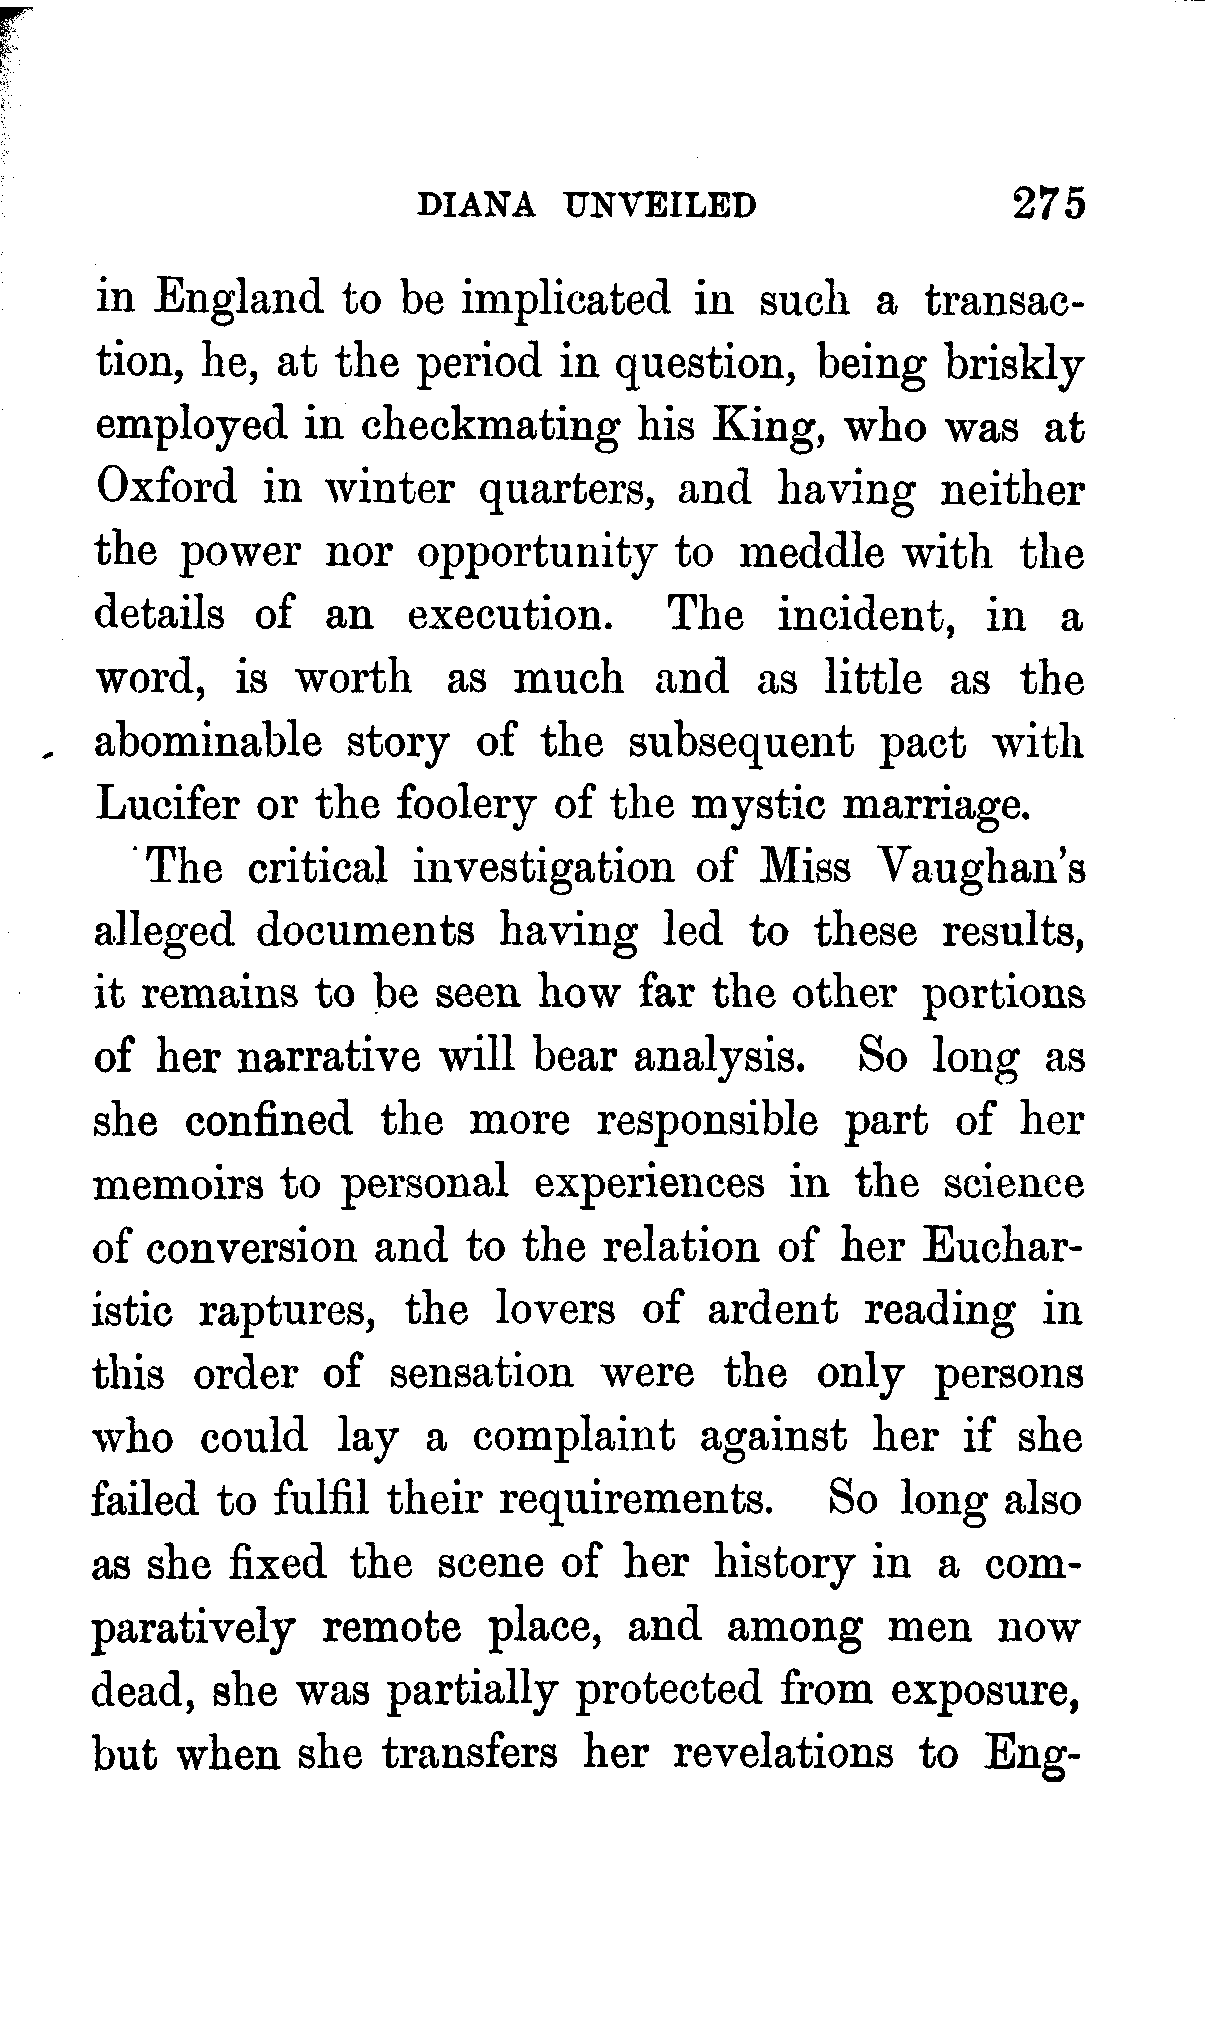 DIANA UNVEILED 275
in England to be implicated in such a transac-
tion, he, at the period in question, being briskly
employed in checkmating his King, who was at
Oxford in winter quarters, and having neither
the power nor opportunity to meddle with the
details of an execution. The incident, in a
word, is worth as much and as little as the
abominable story of the subsequent pact with
Lucifer or the foolery of the mystic marriage.
The critical investigation of Miss Vaughan's
alleged documents having led to these results,
it remains to be seen how far the other portions
of her narrative will bear analysis. So long as
she confined the more responsible part of her
memoirs to personal experiences in the science
of conversion and to the relation of her Euchar-
istic raptures, the lovers of ardent reading in
this order of sensation were the only persons
who could lay a complaint against her if she
failed to fulfil their requirements. So long also
as she fixed the scene of her history in a com-
paratively remote place, and among men now
dead, she was partially protected from exposure,
but when she transfers her revelations to Eng-